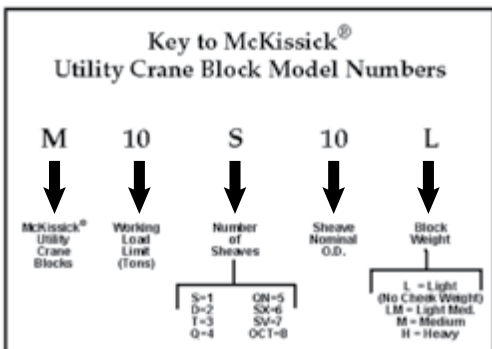 Key to McKissick®
Utility Crane Block Model Numbers
M 10 S 10 L
McKissick® Utility Crane Blocks
Working Load Limit (Tons)
Number of Sheaves
Sheave Nominal O.D.
Block Weight
S=1 QN=5
D=2 SX=6
T=3 SV=7
Q=4 OCT=8
L = Light
(No Cheek Weight)
LM = Light Med.
M = Medium
H = Heavy